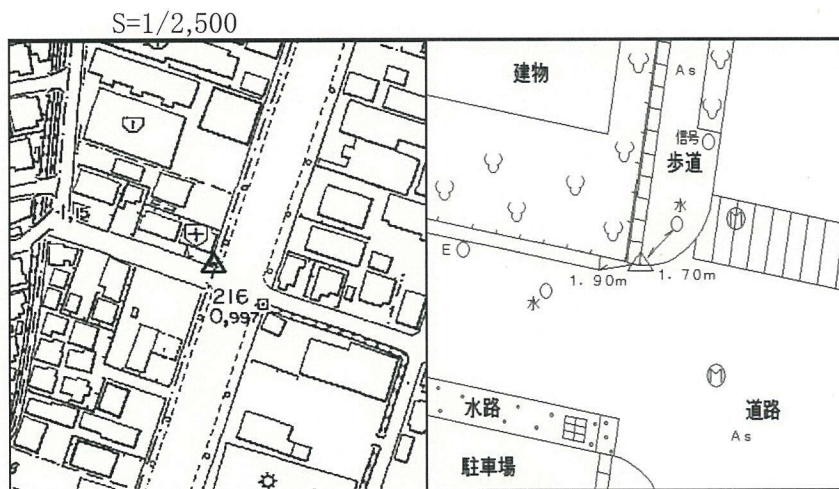 S=1/2,500
216
0,997
建物
As
信号
歩道
水
E
1.90m
1.70m
水
M
M
水路
道路
As
駐車場